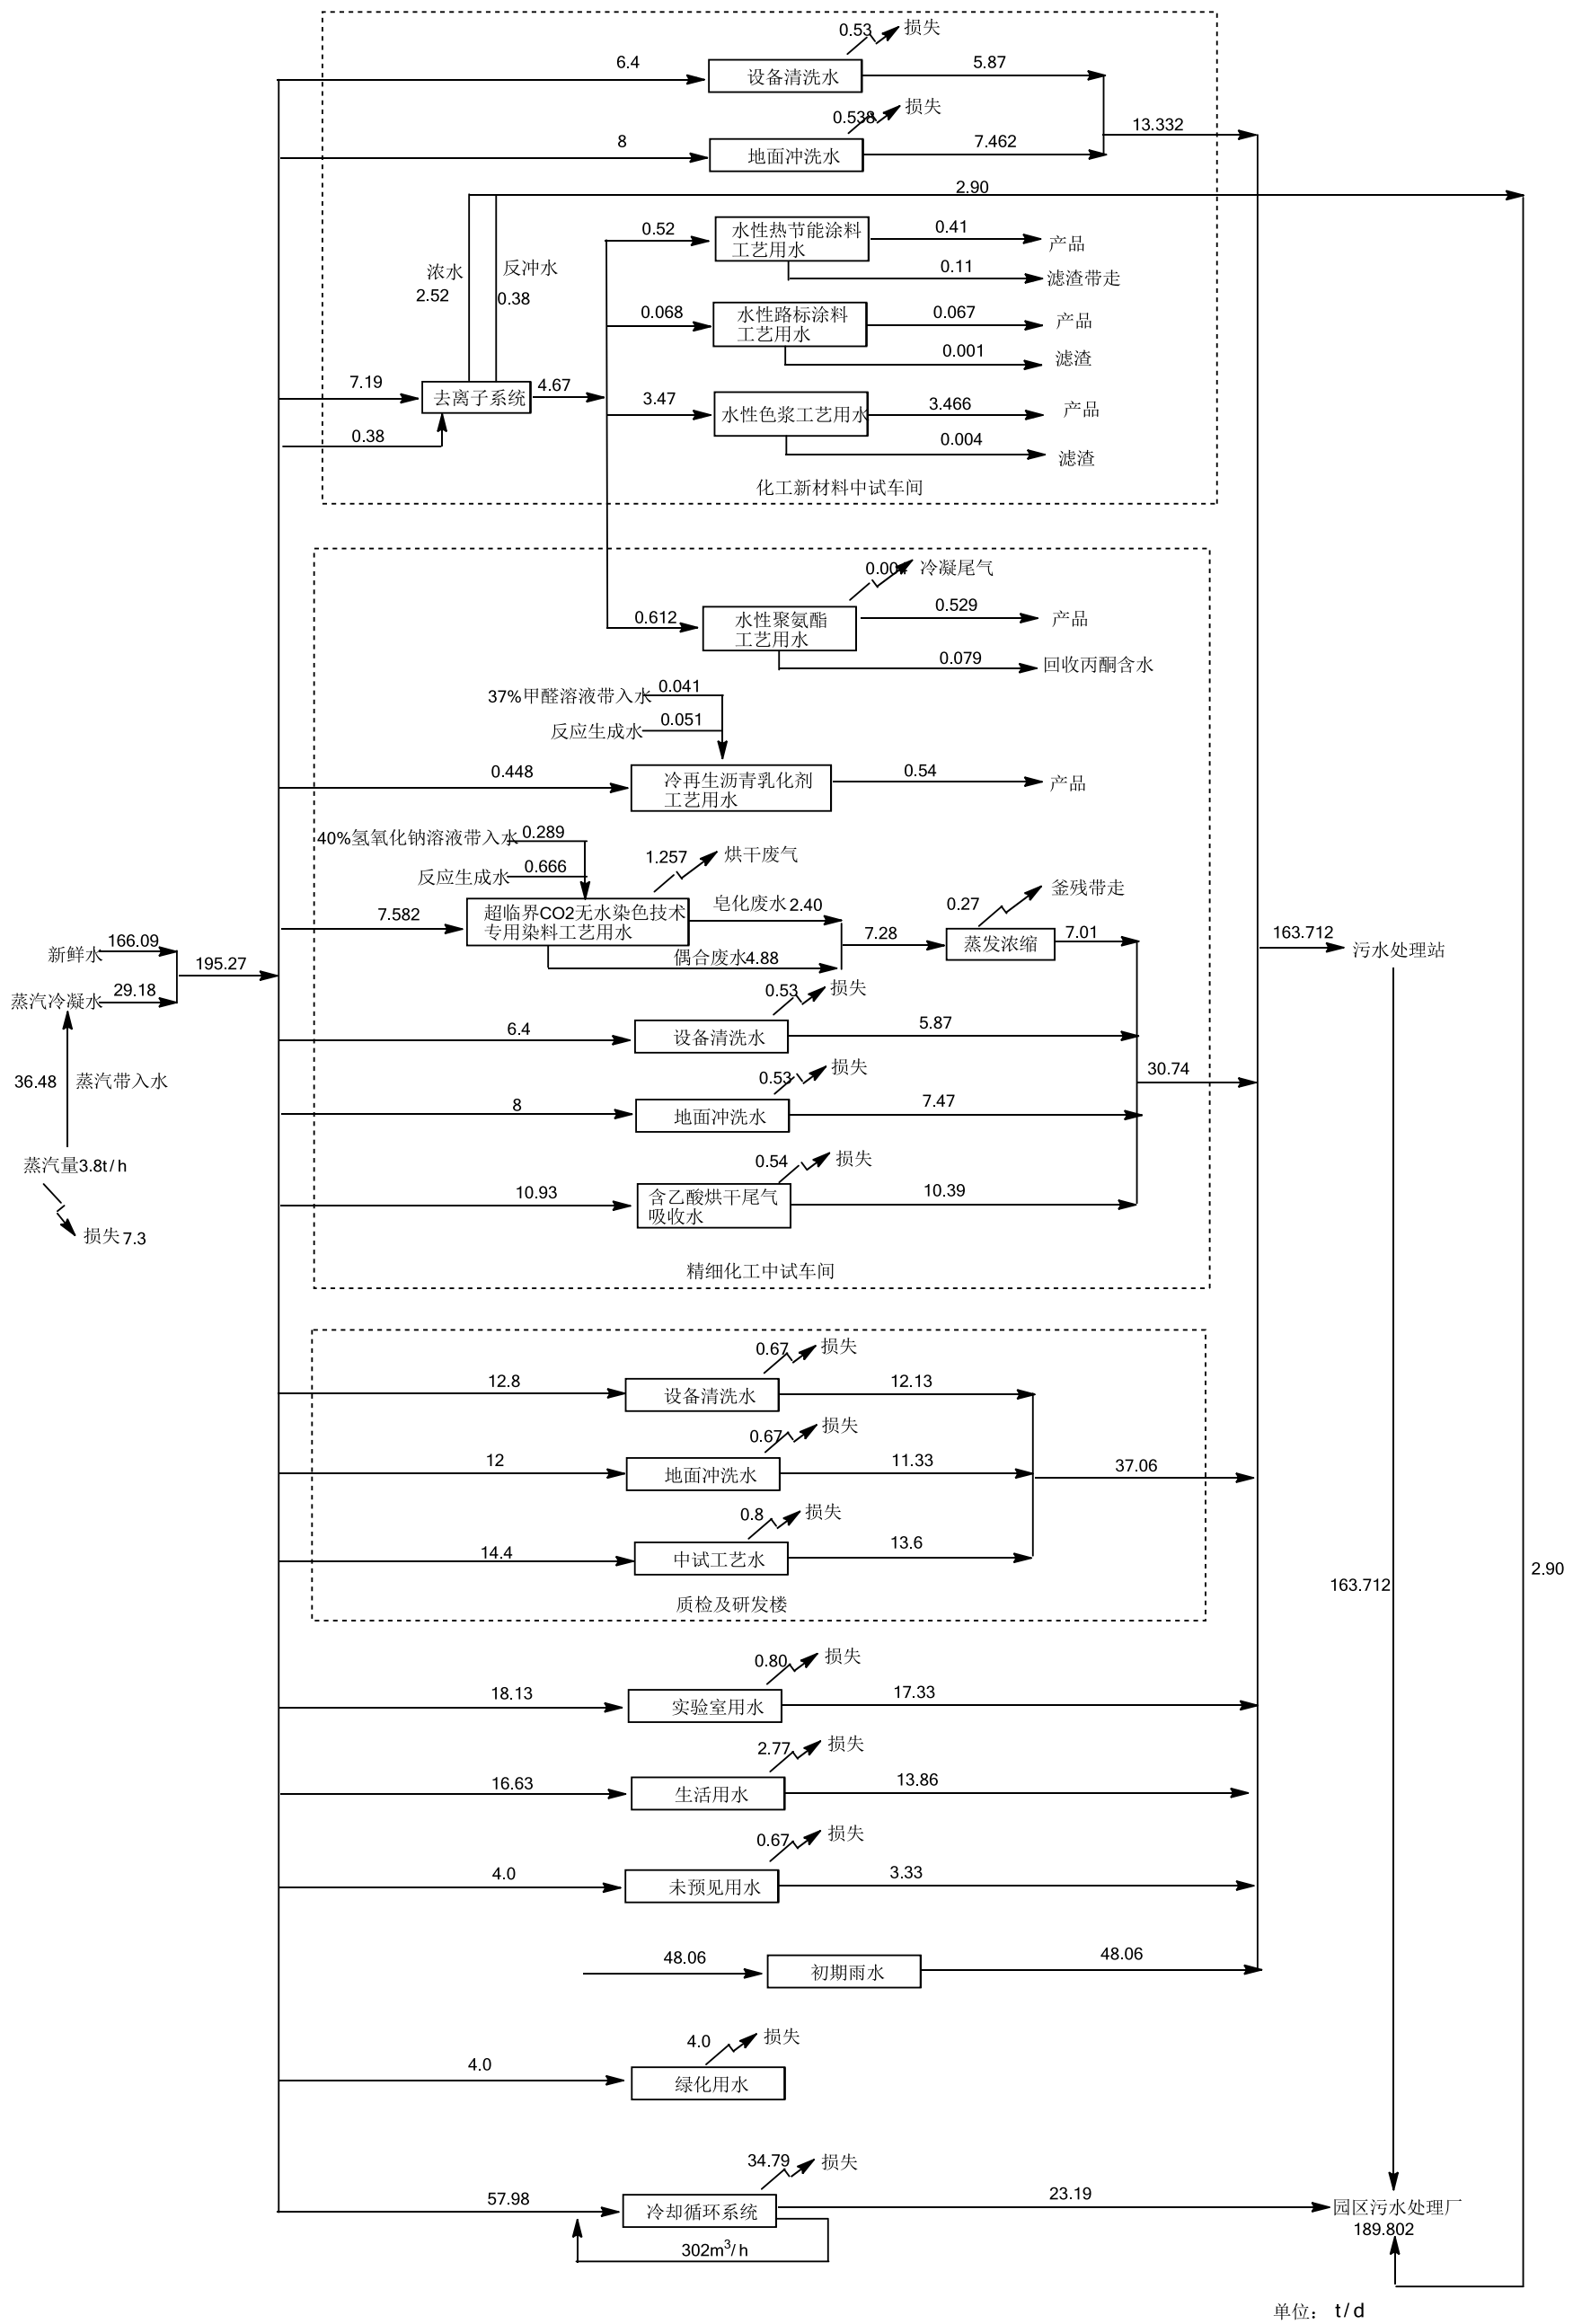 0.53 损失
6.4 设备清洗水 5.87
0.538 损失
8 地面冲洗水 7.462
13.332
2.90
浓水
2.52
反冲水
0.38
7.19
0.38
去离子系统
4.67
0.52
水性热节能涂料
工艺用水
0.41 产品
0.11 滤渣带走
0.068
水性路标涂料
工艺用水
0.067 产品
0.001 滤渣
3.47 水性色浆工艺用水 3.466 产品
0.004 滤渣
化工新材料中试车间
0.004 冷凝尾气
0.612
水性聚氨酯
工艺用水
0.529 产品
0.079 回收丙酮含水
37%甲醛溶液带入水 0.041
反应生成水 0.051
0.448
冷再生沥青乳化剂
工艺用水
0.54 产品
40%氢氧化钠溶液带入水 0.289
反应生成水 0.666
1.257 烘干废气
7.582
超临界CO2无水染色技术
专用染料工艺用水
皂化废水2.40
偶合废水4.88
7.28
0.27 釜残带走
蒸发浓缩
7.01
新鲜水 166.09
蒸汽冷凝水 29.18
195.27
36.48 蒸汽带入水
蒸汽量3.8t/h
损失7.3
0.53 损失
6.4 设备清洗水 5.87
0.53 损失
8 地面冲洗水 7.47
30.74
0.54 损失
10.93
含乙酸烘干尾气
吸收水
10.39
精细化工中试车间
163.712 污水处理站
0.67 损失
12.8 设备清洗水 12.13
0.67 损失
12 地面冲洗水 11.33
37.06
0.8 损失
14.4 中试工艺水 13.6
质检及研发楼
163.712
2.90
0.80 损失
18.13 实验室用水 17.33
2.77 损失
16.63 生活用水 13.86
0.67 损失
4.0 未预见用水 3.33
48.06 初期雨水 48.06
4.0 损失
4.0 绿化用水
34.79 损失
57.98 冷却循环系统 23.19
302m³/h
园区污水处理厂
189.802
单位： t/d